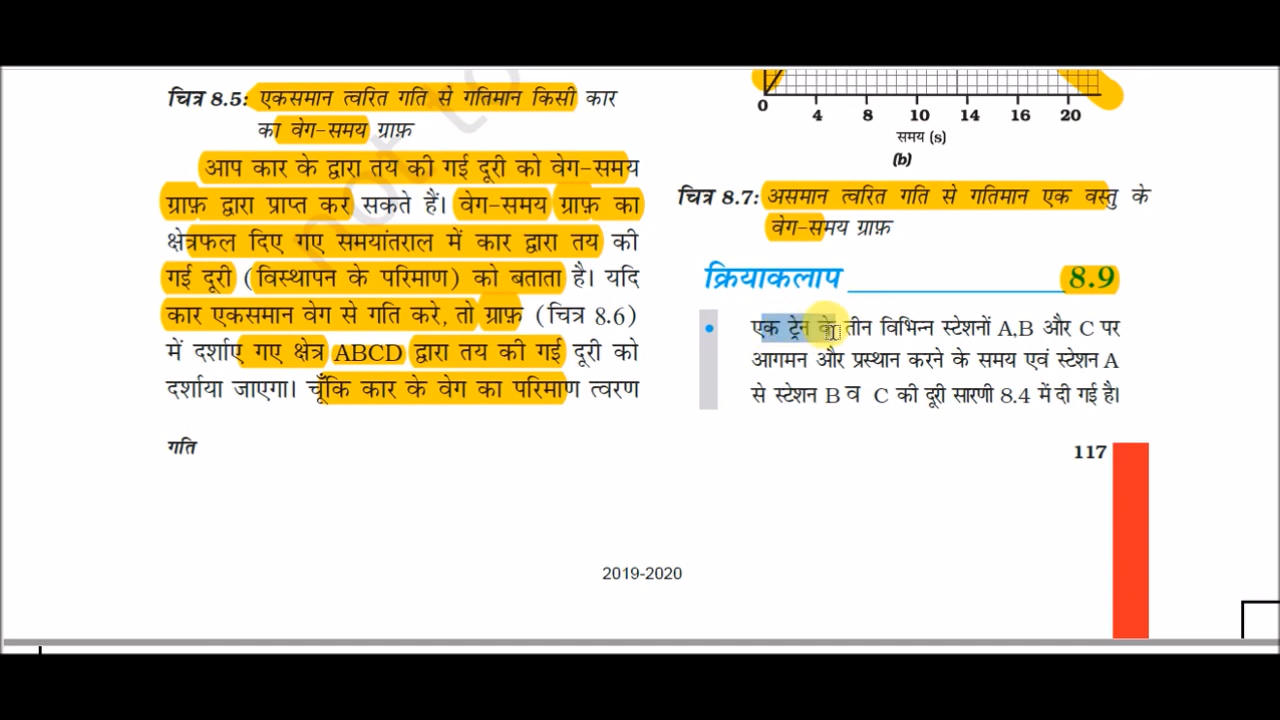 चित्र 8.5: एकसमान त्वरित गति से गतिमान किसी कार
का वेग-समय ग्राफ़
आप कार के द्वारा तय की गई दूरी को वेग-समय
ग्राफ़ द्वारा प्राप्त कर सकते हैं। वेग-समय ग्राफ़ का
क्षेत्रफल दिए गए समयांतराल में कार द्वारा तय की
गई दूरी (विस्थापन के परिमाण) को बताता है। यदि
कार एकसमान वेग से गति करे, तो ग्राफ़ (चित्र 8.6)
में दर्शाए गए क्षेत्र ABCD द्वारा तय की गई दूरी को
दर्शाया जाएगा। चूँकि कार के वेग का परिमाण त्वरण
गति
0 4 8 10 14 16 20
समय (s)
(b)
चित्र 8.7: असमान त्वरित गति से गतिमान एक वस्तु के
वेग-समय ग्राफ़
क्रियाकलाप 8.9
• एक ट्रेन के तीन विभिन्न स्टेशनों A,B और C पर
आगमन और प्रस्थान करने के समय एवं स्टेशन A
से स्टेशन B व C की दूरी सारणी 8.4 में दी गई है।
117
2019-2020
not to